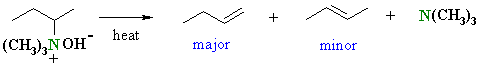 + + N(CH₃)₃
(CH₃)₃N OH⁻ heat major minor
+